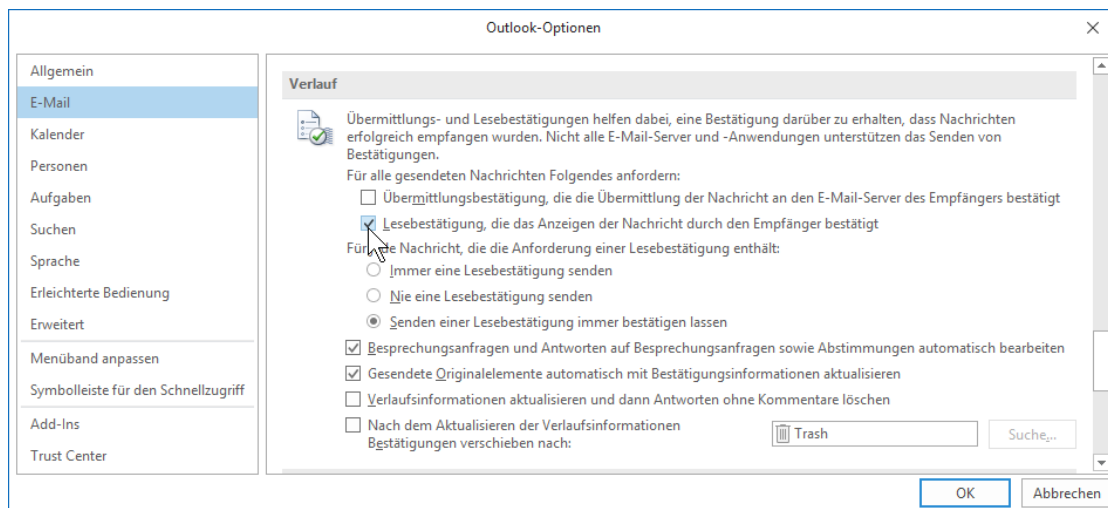 Outlook-Optionen
Allgemein
E-Mail
Kalender
Personen
Aufgaben
Suchen
Sprache
Erleichterte Bedienung
Erweitert
Menüband anpassen
Symbolleiste für den Schnellzugriff
Add-Ins
Trust Center
Verlauf
Übermittlungs- und Lesebestätigungen helfen dabei, eine Bestätigung darüber zu erhalten, dass Nachrichten
erfolgreich empfangen wurden. Nicht alle E-Mail-Server und -Anwendungen unterstützen das Senden von
Bestätigungen.
Für alle gesendeten Nachrichten Folgendes anfordern:
Übermittlungsbestätigung, die die Übermittlung der Nachricht an den E-Mail-Server des Empfängers bestätigt
Lesebestätigung, die das Anzeigen der Nachricht durch den Empfänger bestätigt
Für de Nachricht, die die Anforderung einer Lesebestätigung enthält:
Immer eine Lesebestätigung senden
Nie eine Lesebestätigung senden
Senden einer Lesebestätigung immer bestätigen lassen
Besprechungsanfragen und Antworten auf Besprechungsanfragen sowie Abstimmungen automatisch bearbeiten
Gesendete Originalelemente automatisch mit Bestätigungsinformationen aktualisieren
Verlaufsinformationen aktualisieren und dann Antworten ohne Kommentare löschen
Nach dem Aktualisieren der Verlaufsinformationen
Bestätigungen verschieben nach:
Trash
Suche...
OK
Abbrechen